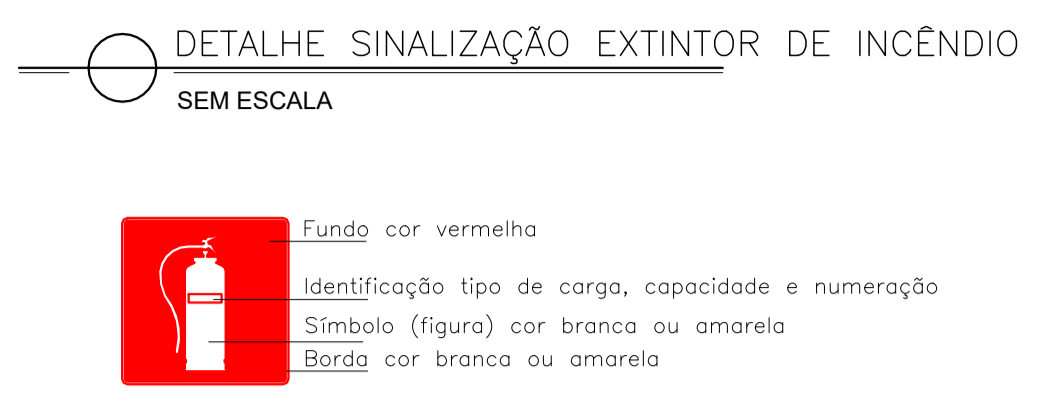 DETALHE SINALIZAÇÃO EXTINTOR DE INCÊNDIO
SEM ESCALA
Fundo cor vermelha
Identificação tipo de carga, capacidade e numeração
Símbolo (figura) cor branca ou amarela
Borda cor branca ou amarela